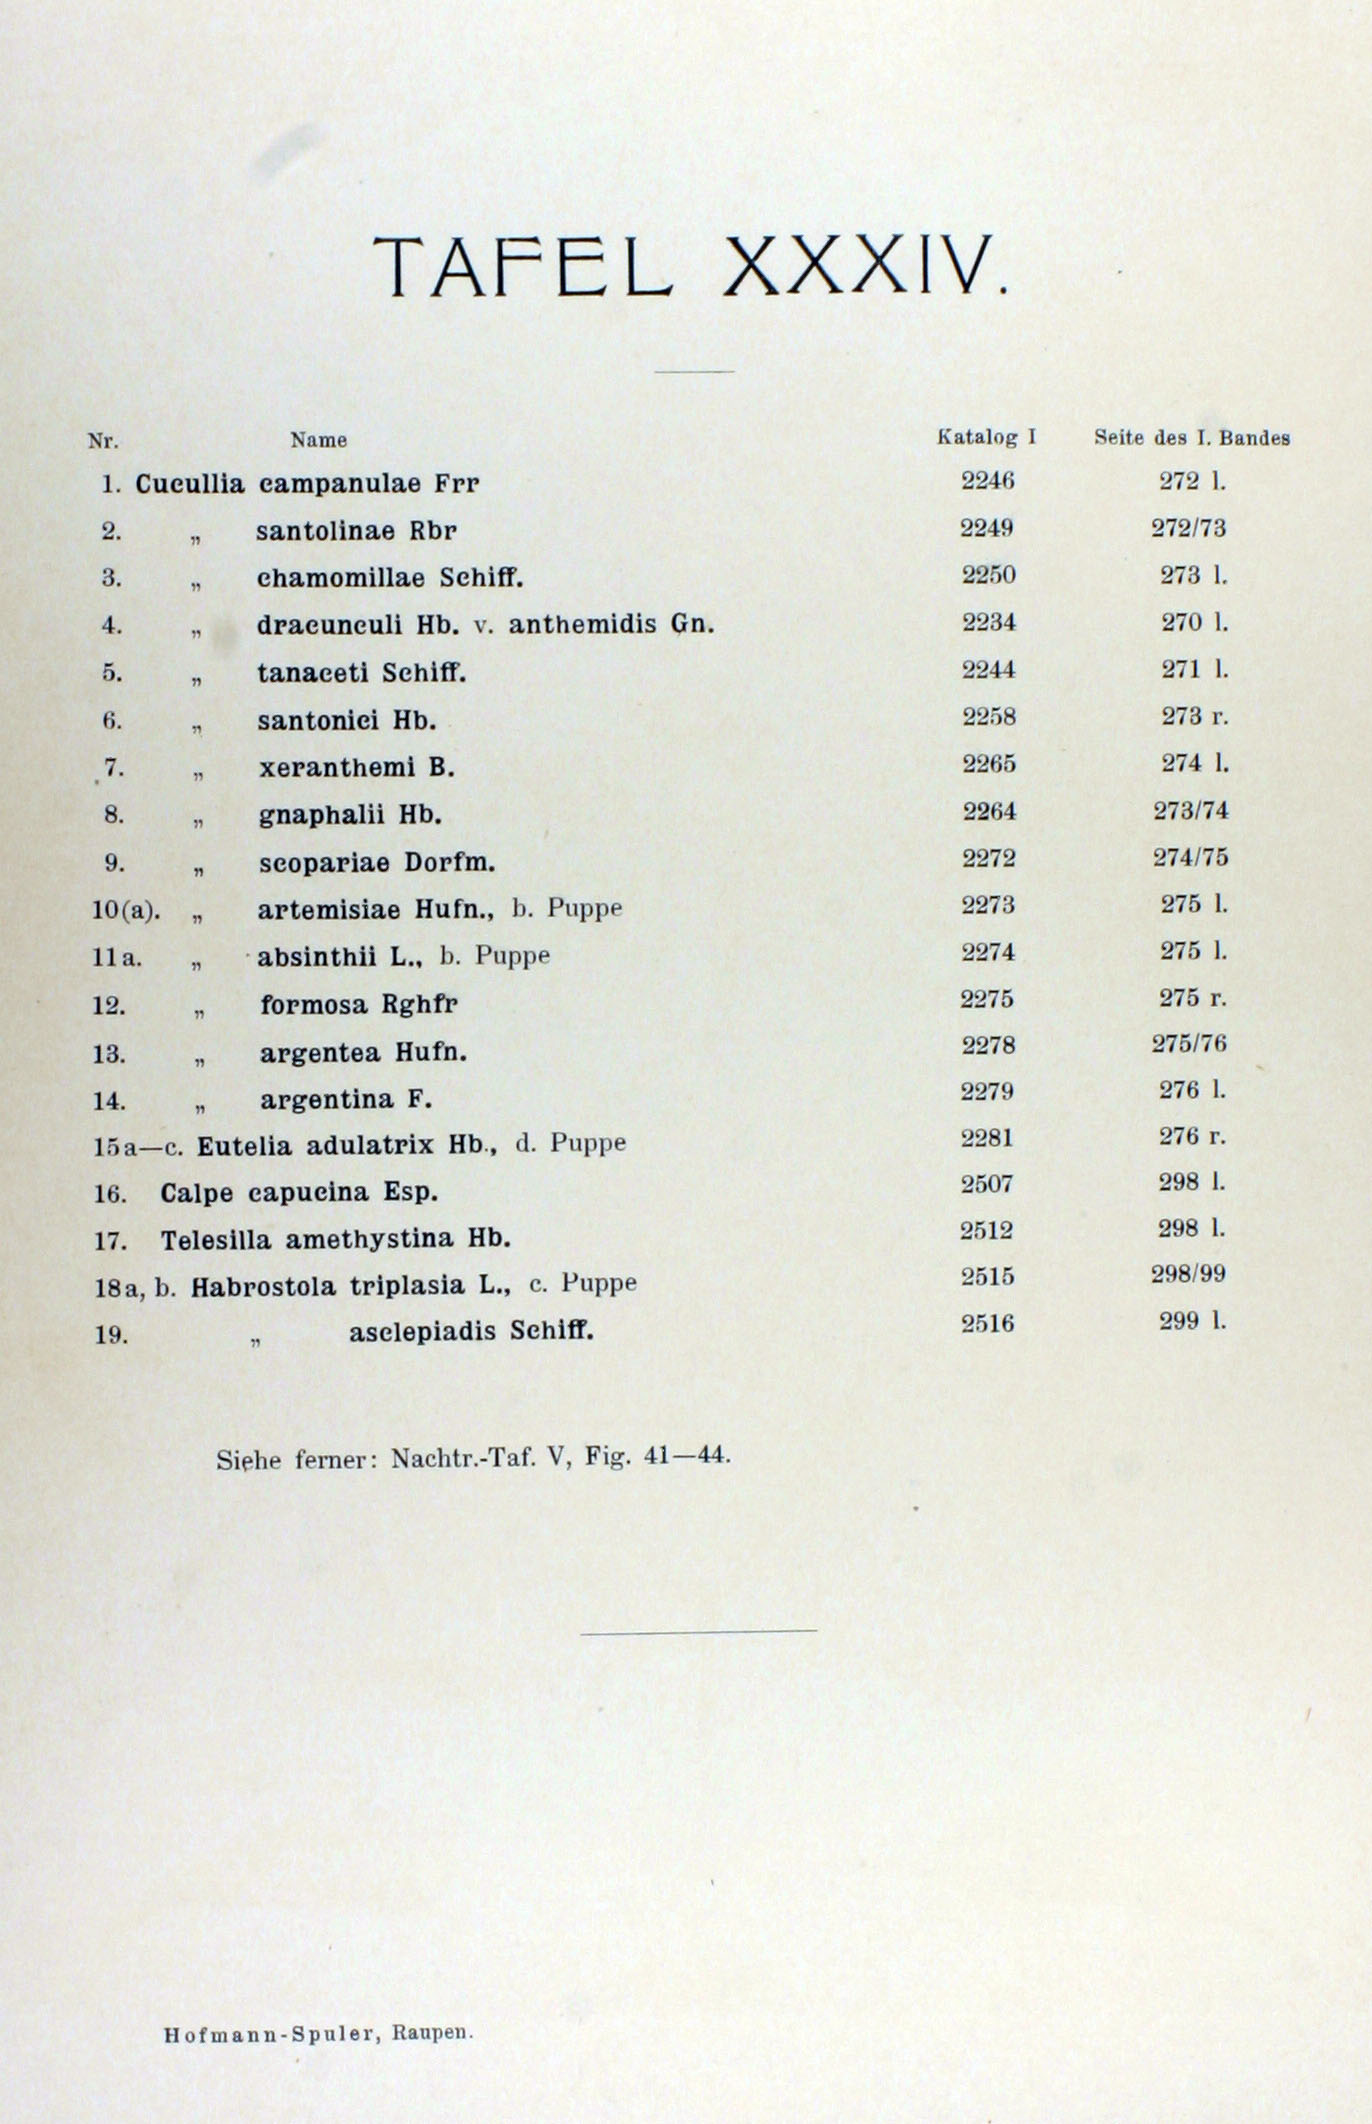 TAFEL XXXIV.
Nr. Name Katalog I Seite des I. Bandes
1. Cucullia campanulae Frr 2246 272 l.
2. „ santolinae Rbr 2249 272/73
3. „ chamomillae Schiff. 2250 273 l.
4. „ dracunculi Hb. v. anthemidis Gn. 2234 270 l.
5. „ tanaceti Schiff. 2244 271 l.
6. „ santonici Hb. 2258 273 r.
7. „ xeranthemi B. 2265 274 l.
8. „ gnaphalii Hb. 2264 273/74
9. „ scopariae Dorfm. 2272 274/75
10(a). „ artemisiae Hufn., b. Puppe 2273 275 l.
11a. „ absinthii L., b. Puppe 2274 275 l.
12. „ formosa Rghfr 2275 275 r.
13. „ argentea Hufn. 2278 275/76
14. „ argentina F. 2279 276 l.
15a—c. Eutelia adulatrix Hb., d. Puppe 2281 276 r.
16. Calpe capucina Esp. 2507 298 l.
17. Telesilla amethystina Hb. 2512 298 l.
18a, b. Habrostola triplasia L., c. Puppe 2515 298/99
19. „ asclepiadis Schiff. 2516 299 l.
Siehe ferner: Nachtr.-Taf. V, Fig. 41—44.
Hofmann-Spuler, Raupen.